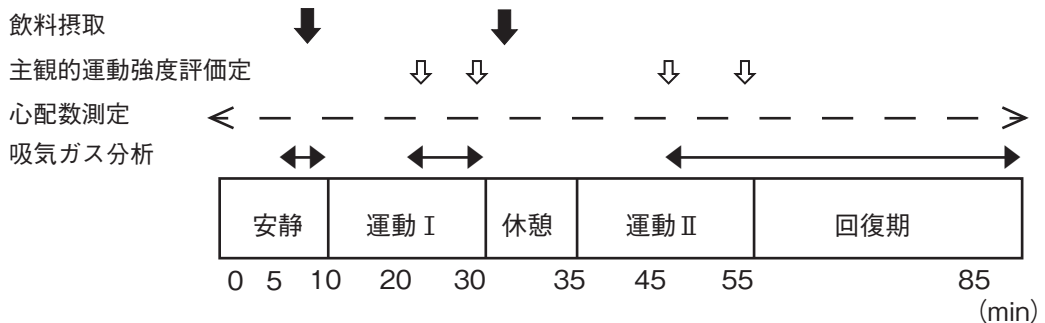 飲料摂取
主観的運動強度評価定
心配数測定
吸気ガス分析
安静 運動Ⅰ 休憩 運動Ⅱ 回復期
0 5 10 20 30 35 45 55 85
(min)